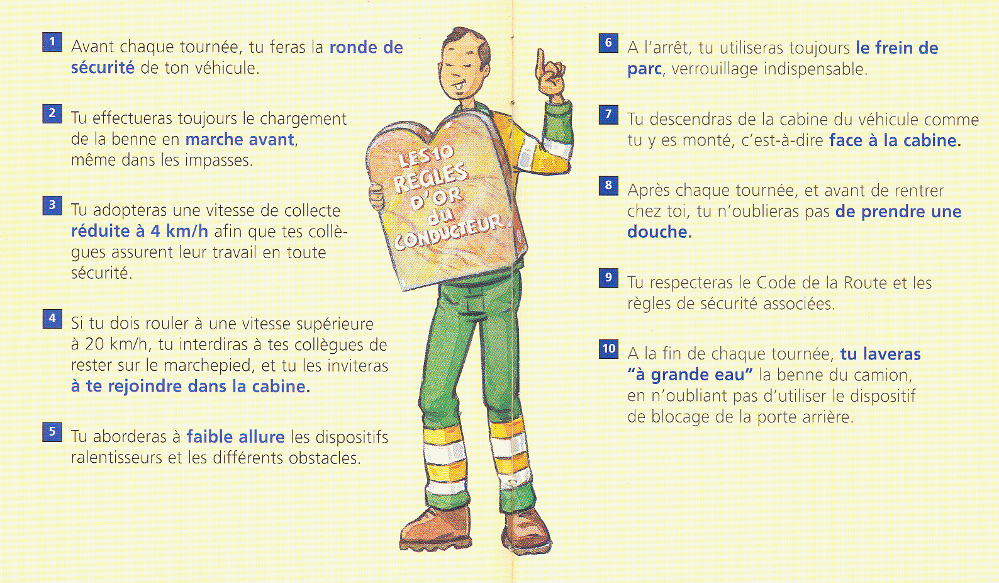 1
Avant chaque tournée, tu feras la ronde de
sécurité de ton véhicule.
2
Tu effectueras toujours le chargement
de la benne en marche avant,
même dans les impasses.
3
Tu adopteras une vitesse de collecte
réduite à 4 km/h afin que tes collè-
gues assurent leur travail en toute
sécurité.
4
Si tu dois rouler à une vitesse supérieure
à 20 km/h, tu interdiras à tes collègues de
rester sur le marchepied, et tu les inviteras
à te rejoindre dans la cabine.
5
Tu aborderas à faible allure les dispositifs
ralentisseurs et les différents obstacles.
LES 10
REGLES
D'OR
du
CONDUCTEUR
6
A l'arrêt, tu utiliseras toujours le frein de
parc, verrouillage indispensable.
7
Tu descendras de la cabine du véhicule comme
tu y es monté, c'est-à-dire face à la cabine.
8
Après chaque tournée, et avant de rentrer
chez toi, tu n'oublieras pas de prendre une
douche.
9
Tu respecteras le Code de la Route et les
règles de sécurité associées.
10
A la fin de chaque tournée, tu laveras
"à grande eau" la benne du camion,
en n'oubliant pas d'utiliser le dispositif
de blocage de la porte arrière.